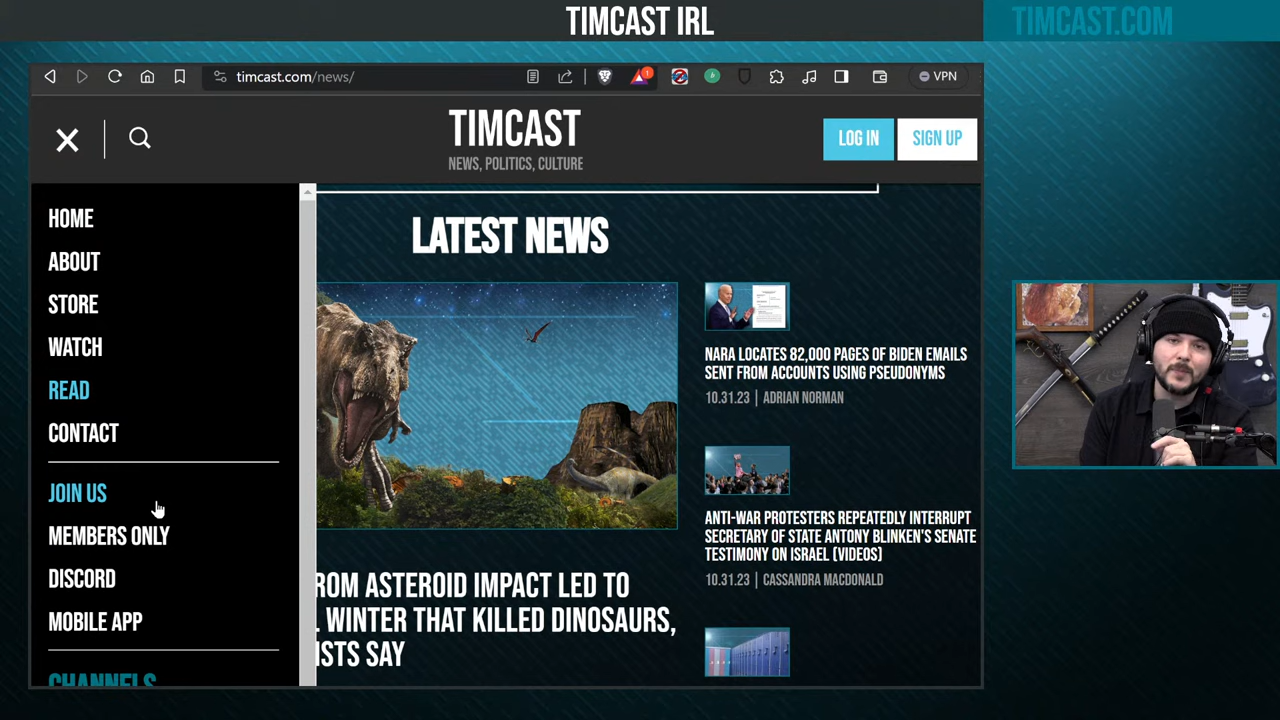 TIMCAST IRL
TIMCAST.COM
timcast.com/news/
1
VPN
TIMCAST
NEWS, POLITICS, CULTURE
LOG IN
SIGN UP
HOME
ABOUT
STORE
WATCH
READ
CONTACT
JOIN US
MEMBERS ONLY
DISCORD
MOBILE APP
CHANNELS
LATEST NEWS
ROM ASTEROID IMPACT LED TO
WINTER THAT KILLED DINOSAURS,
ISTS SAY
NARA LOCATES 82,000 PAGES OF BIDEN EMAILS
SENT FROM ACCOUNTS USING PSEUDONYMS
10.31.23 | ADRIAN NORMAN
ANTI-WAR PROTESTERS REPEATEDLY INTERRUPT
SECRETARY OF STATE ANTONY BLINKEN'S SENATE
TESTIMONY ON ISRAEL [VIDEOS]
10.31.23 | CASSANDRA MACDONALD